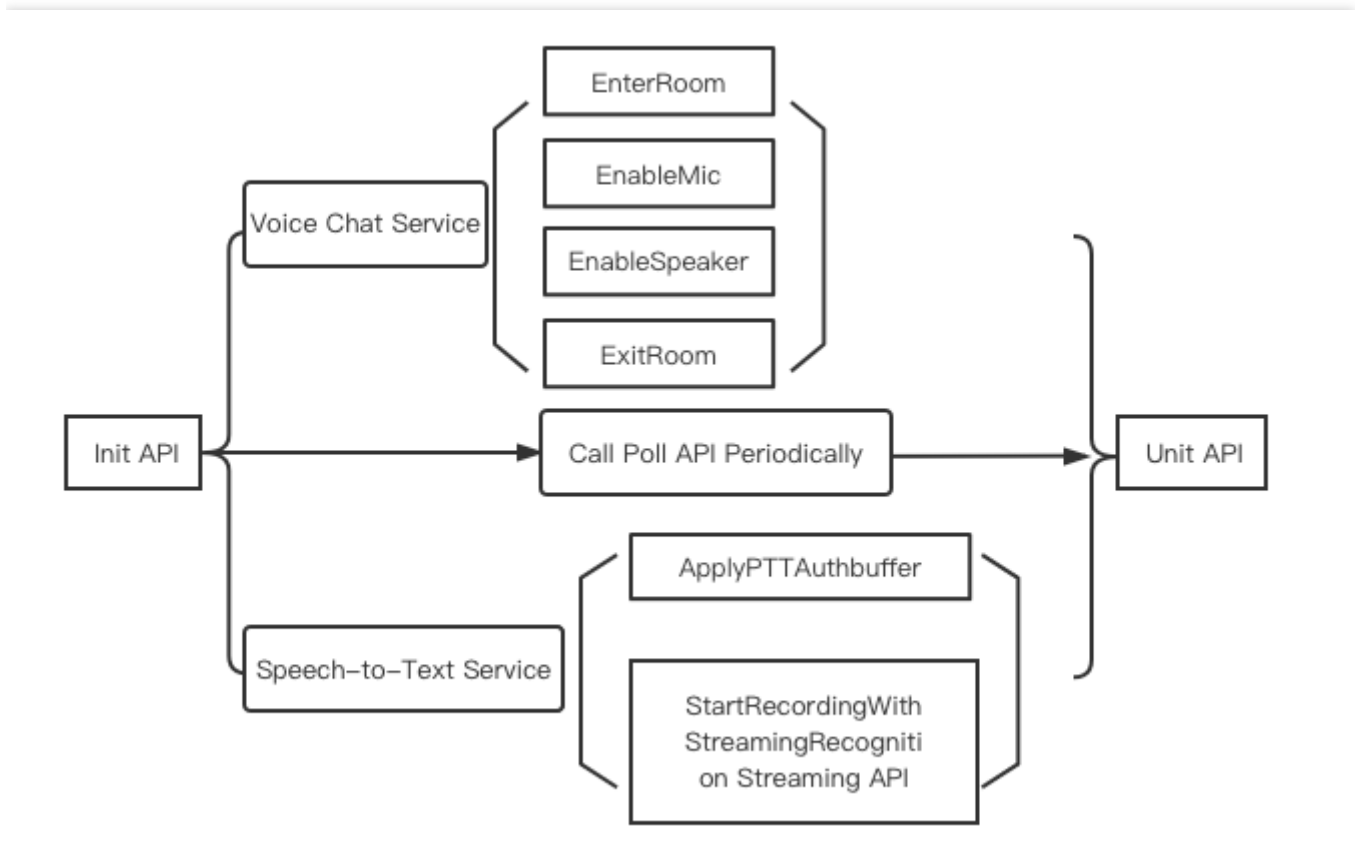 EnterRoom
EnableMic
Voice Chat Service
EnableSpeaker
ExitRoom
Init API
Call Poll API Periodically
Unit API
ApplyPTTAuthbuffer
Speech-to-Text Service
StartRecordingWith
StreamingRecogniti
on Streaming API